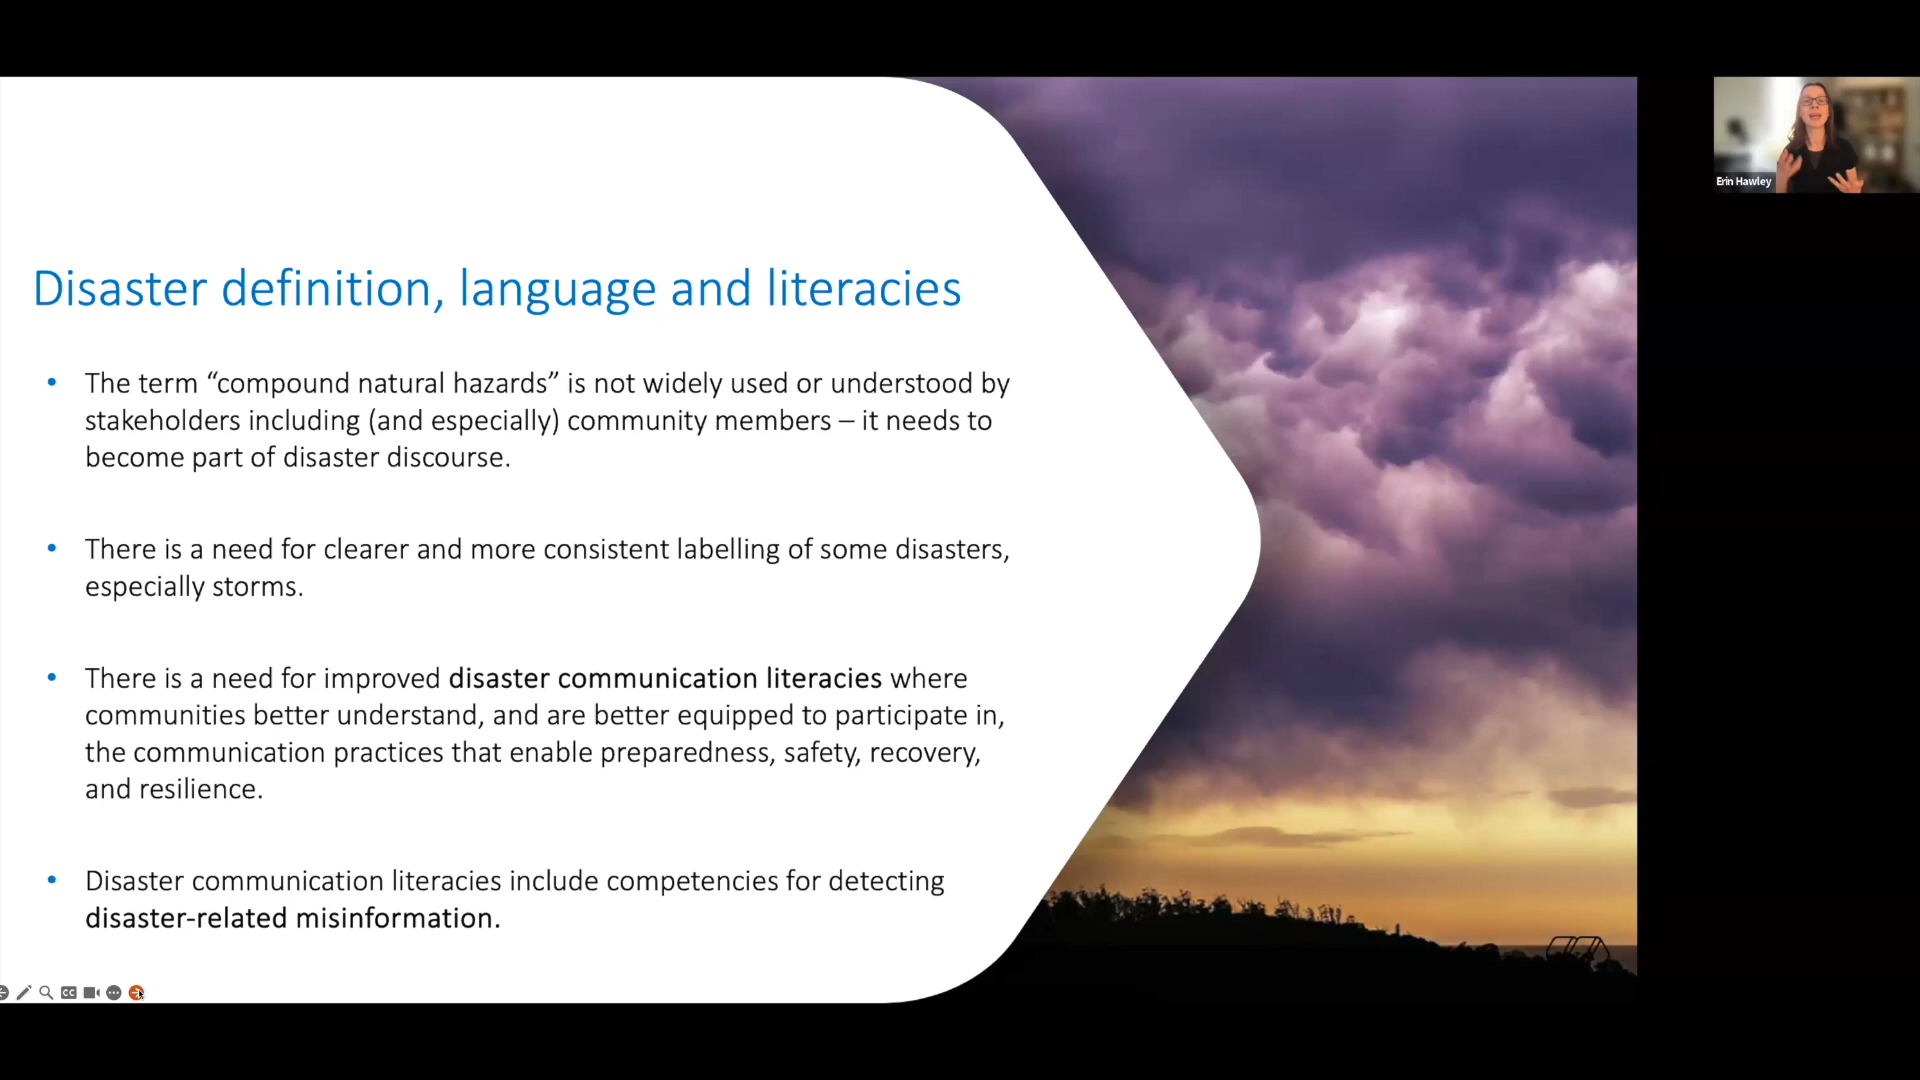 Disaster definition, language and literacies
• The term “compound natural hazards” is not widely used or understood by
stakeholders including (and especially) community members – it needs to
become part of disaster discourse.
• There is a need for clearer and more consistent labelling of some disasters,
especially storms.
• There is a need for improved disaster communication literacies where
communities better understand, and are better equipped to participate in,
the communication practices that enable preparedness, safety, recovery,
and resilience.
• Disaster communication literacies include competencies for detecting
disaster-related misinformation.
Erin Hawley
CC